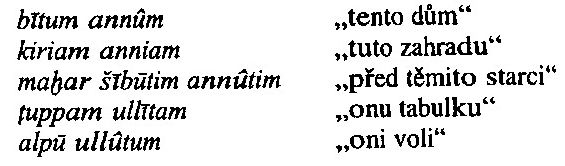 bītum annûm „tento dům“
kiriam anniam „tuto zahradu“
maḫar šībūtim annûtim „před těmito starci“
ṭuppam ullītam „onu tabulku“
alpū ullûtum „oni voli“